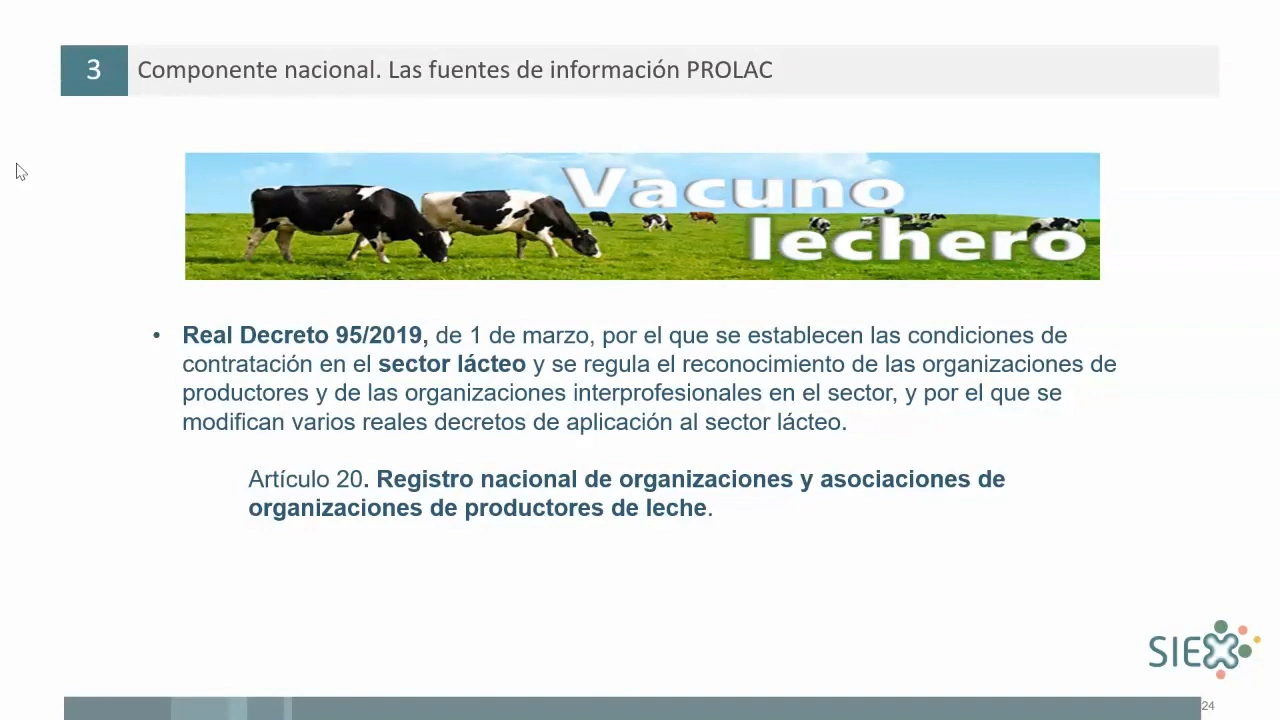 3
Componente nacional. Las fuentes de información PROLAC
Vacuno
lechero
• Real Decreto 95/2019, de 1 de marzo, por el que se establecen las condiciones de
contratación en el sector lácteo y se regula el reconocimiento de las organizaciones de
productores y de las organizaciones interprofesionales en el sector, y por el que se
modifican varios reales decretos de aplicación al sector lácteo.
Artículo 20. Registro nacional de organizaciones y asociaciones de
organizaciones de productores de leche.
SIEX
24